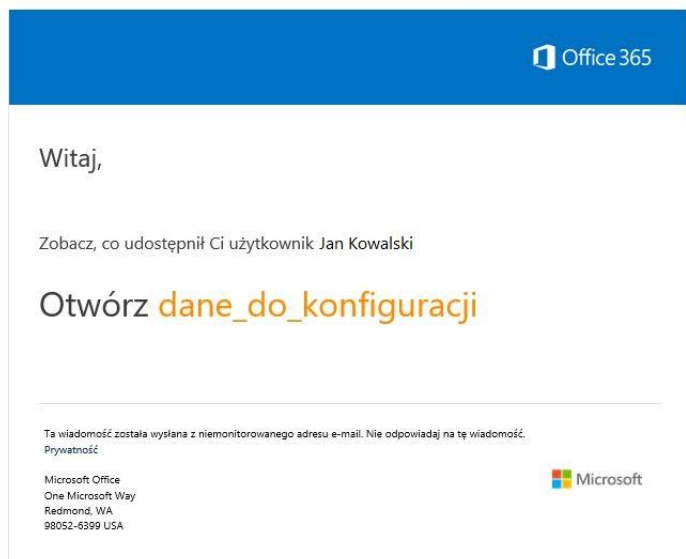 Office 365
Witaj,
Zobacz, co udostępnił Ci użytkownik Jan Kowalski
Otwórz dane_do_konfiguracji
Ta wiadomość została wysłana z niemonitorowanego adresu e-mail. Nie odpowiadaj na tę wiadomość.
Prywatność
Microsoft Office
One Microsoft Way
Redmond, WA
98052-6399 USA
Microsoft